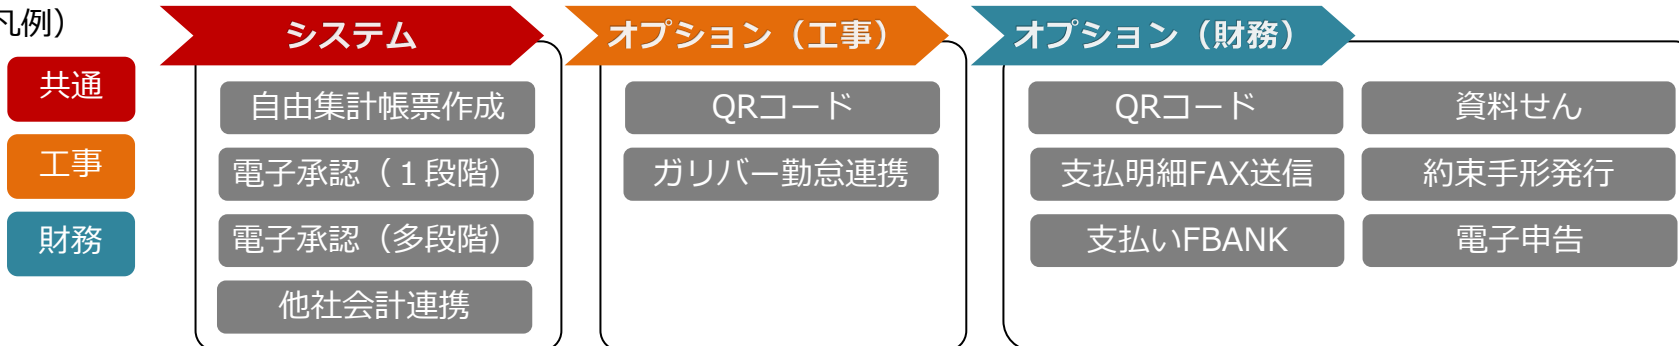 凡例）
共通
工事
財務
システム
自由集計帳票作成
電子承認（１段階）
電子承認（多段階）
他社会計連携
オプション（工事）
QRコード
ガリバー勤怠連携
オプション（財務）
QRコード
支払明細FAX送信
支払いFBANK
資料せん
約束手形発行
電子申告